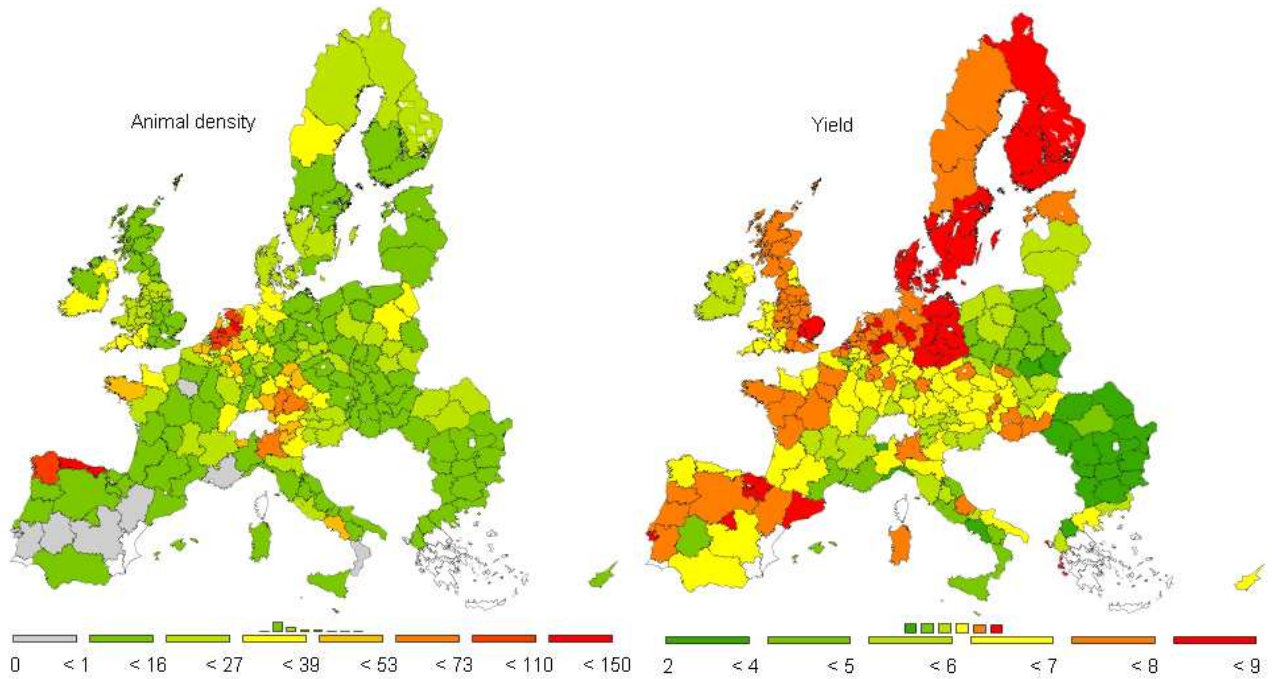 Animal density
Yield
0 < 1 < 16 < 27 < 39 < 53 < 73 < 110 < 150
2 < 4 < 5 < 6 < 7 < 8 < 9